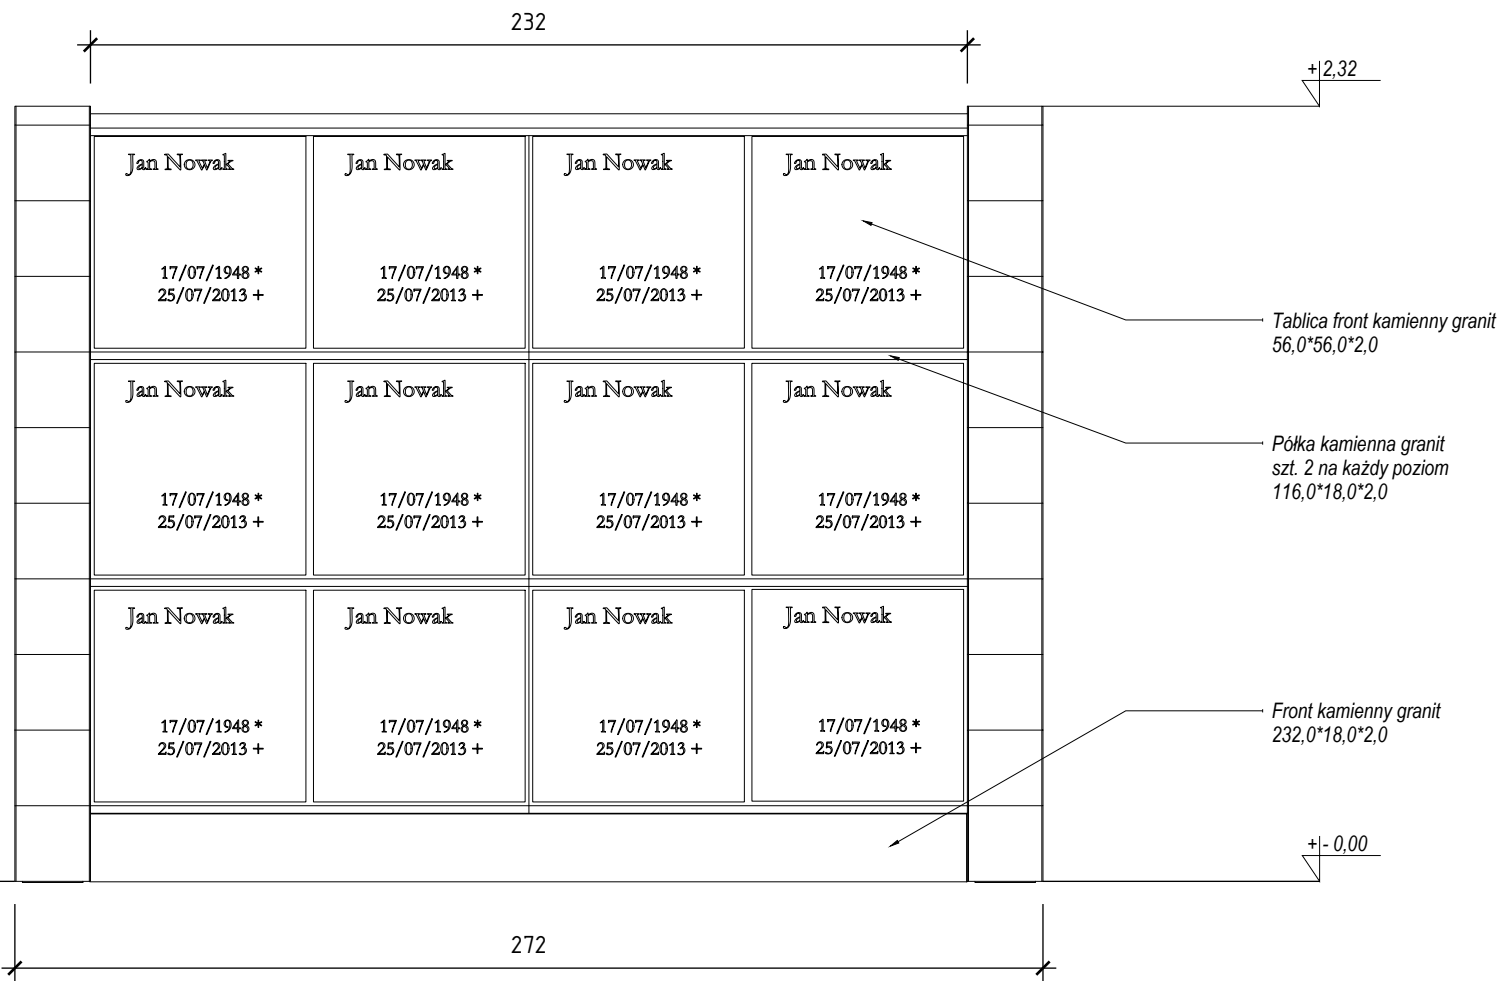 232
+ 2,32
Jan Nowak Jan Nowak Jan Nowak Jan Nowak
17/07/1948 * 17/07/1948 * 17/07/1948 * 17/07/1948 *
25/07/2013 + 25/07/2013 + 25/07/2013 + 25/07/2013 +
Tablica front kamienny granit
56,0*56,0*2,0
Jan Nowak Jan Nowak Jan Nowak Jan Nowak
Półka kamienna granit
szt. 2 na każdy poziom
116,0*18,0*2,0
17/07/1948 * 17/07/1948 * 17/07/1948 * 17/07/1948 *
25/07/2013 + 25/07/2013 + 25/07/2013 + 25/07/2013 +
Jan Nowak Jan Nowak Jan Nowak Jan Nowak
17/07/1948 * 17/07/1948 * 17/07/1948 * 17/07/1948 *
25/07/2013 + 25/07/2013 + 25/07/2013 + 25/07/2013 +
Front kamienny granit
232,0*18,0*2,0
+ - 0,00
272